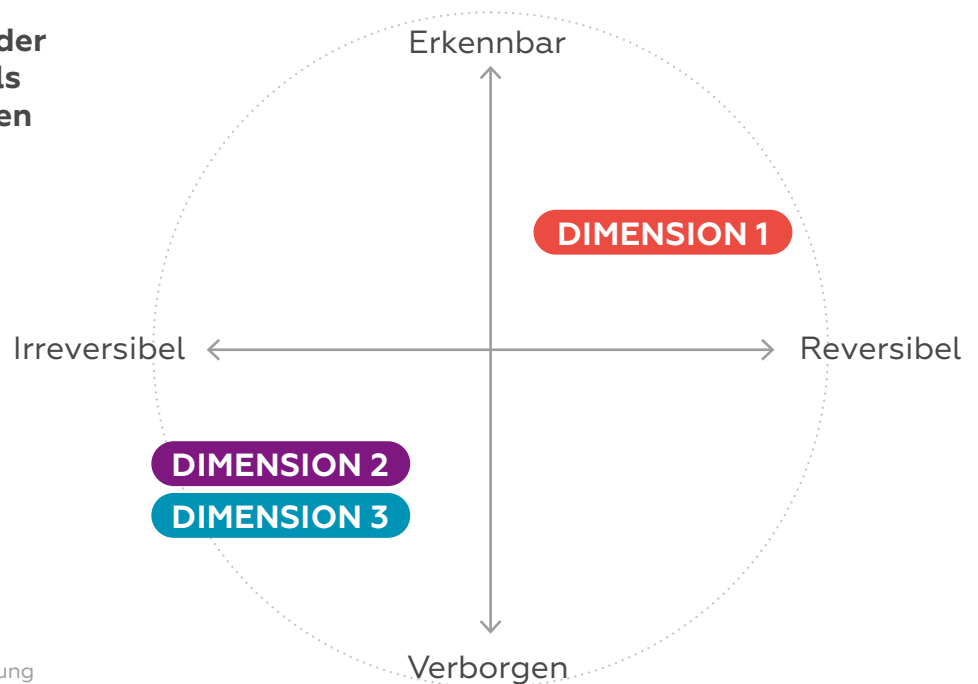 der
ls
en
Erkennbar
DIMENSION 1
Irreversibel
Reversibel
DIMENSION 2
DIMENSION 3
Verborgen
ung